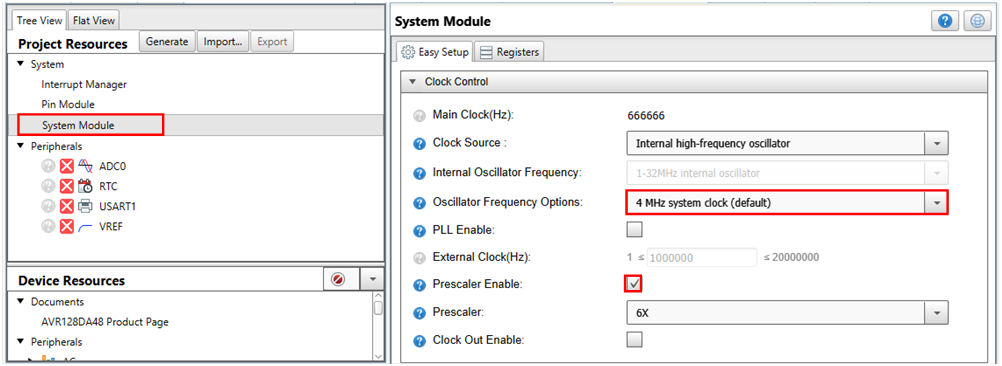 Tree View Flat View
Project Resources Generate Import... Export
System
Interrupt Manager
Pin Module
System Module
Peripherals
ADC0
RTC
USART1
VREF
Device Resources
Documents
AVR128DA48 Product Page
Peripherals
System Module
Easy Setup Registers
Clock Control
Main Clock(Hz): 666666
Clock Source : Internal high-frequency oscillator
Internal Oscillator Frequency: 1-32MHz internal oscillator
Oscillator Frequency Options: 4 MHz system clock (default)
PLL Enable:
External Clock(Hz): 1 ≤ 1000000 ≤ 20000000
Prescaler Enable:
Prescaler: 6X
Clock Out Enable: